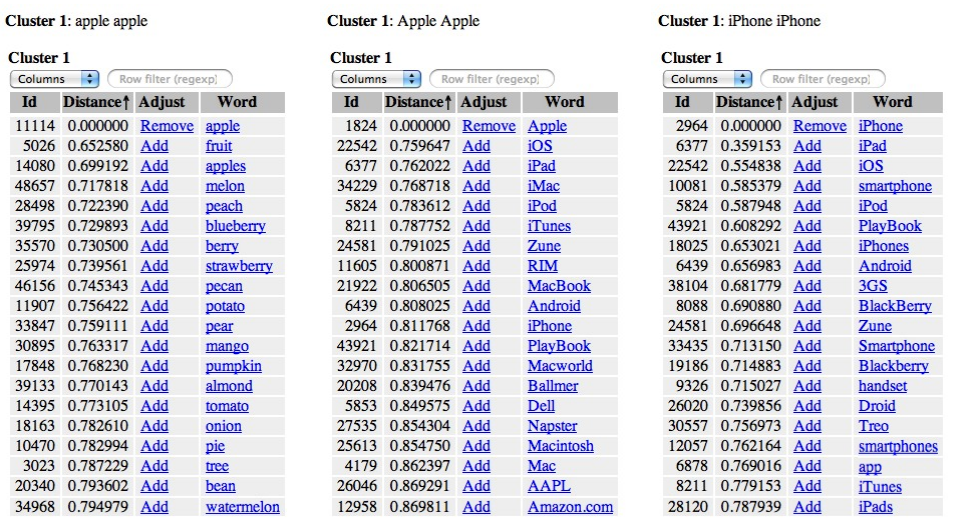 Cluster 1: apple apple
Cluster 1
Columns Row filter (regexp)
Id Distance↑ Adjust Word
11114 0.000000 Remove apple
5026 0.652580 Add fruit
14080 0.699192 Add apples
48657 0.717818 Add melon
28498 0.722390 Add peach
39795 0.729893 Add blueberry
35570 0.730500 Add berry
25974 0.739561 Add strawberry
46156 0.745343 Add pecan
11907 0.756422 Add potato
33847 0.759111 Add pear
30895 0.763317 Add mango
17848 0.768230 Add pumpkin
39133 0.770143 Add almond
14395 0.773105 Add tomato
18163 0.782610 Add onion
10470 0.782994 Add pie
3023 0.787229 Add tree
20340 0.793602 Add bean
34968 0.794979 Add watermelon
Cluster 1: Apple Apple
Cluster 1
Columns Row filter (regexp)
Id Distance↑ Adjust Word
1824 0.000000 Remove Apple
22542 0.759647 Add iOS
6377 0.762022 Add iPad
34229 0.768718 Add iMac
5824 0.783612 Add iPod
8211 0.787752 Add iTunes
24581 0.791025 Add Zune
11605 0.800871 Add RIM
21922 0.806505 Add MacBook
6439 0.808025 Add Android
2964 0.811768 Add iPhone
43921 0.821714 Add PlayBook
32970 0.831755 Add Macworld
20208 0.839476 Add Ballmer
5853 0.849575 Add Dell
27535 0.854304 Add Napster
25613 0.854750 Add Macintosh
4179 0.862397 Add Mac
26046 0.869291 Add AAPL
12958 0.869811 Add Amazon.com
Cluster 1: iPhone iPhone
Cluster 1
Columns Row filter (regexp)
Id Distance↑ Adjust Word
2964 0.000000 Remove iPhone
6377 0.359153 Add iPad
22542 0.554838 Add iOS
10081 0.585379 Add smartphone
5824 0.587948 Add iPod
43921 0.608292 Add PlayBook
18025 0.653021 Add iPhones
6439 0.656983 Add Android
38104 0.681779 Add 3GS
8088 0.690880 Add BlackBerry
24581 0.696648 Add Zune
33435 0.713150 Add Smartphone
19186 0.714883 Add Blackberry
9326 0.715027 Add handset
26020 0.739856 Add Droid
30557 0.756973 Add Treo
12057 0.762164 Add smartphones
6878 0.769016 Add app
8211 0.779153 Add iTunes
28120 0.787939 Add iPads